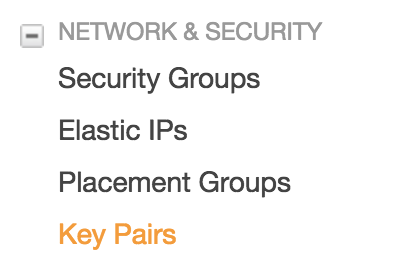 NETWORK & SECURITY
Security Groups
Elastic IPs
Placement Groups
Key Pairs